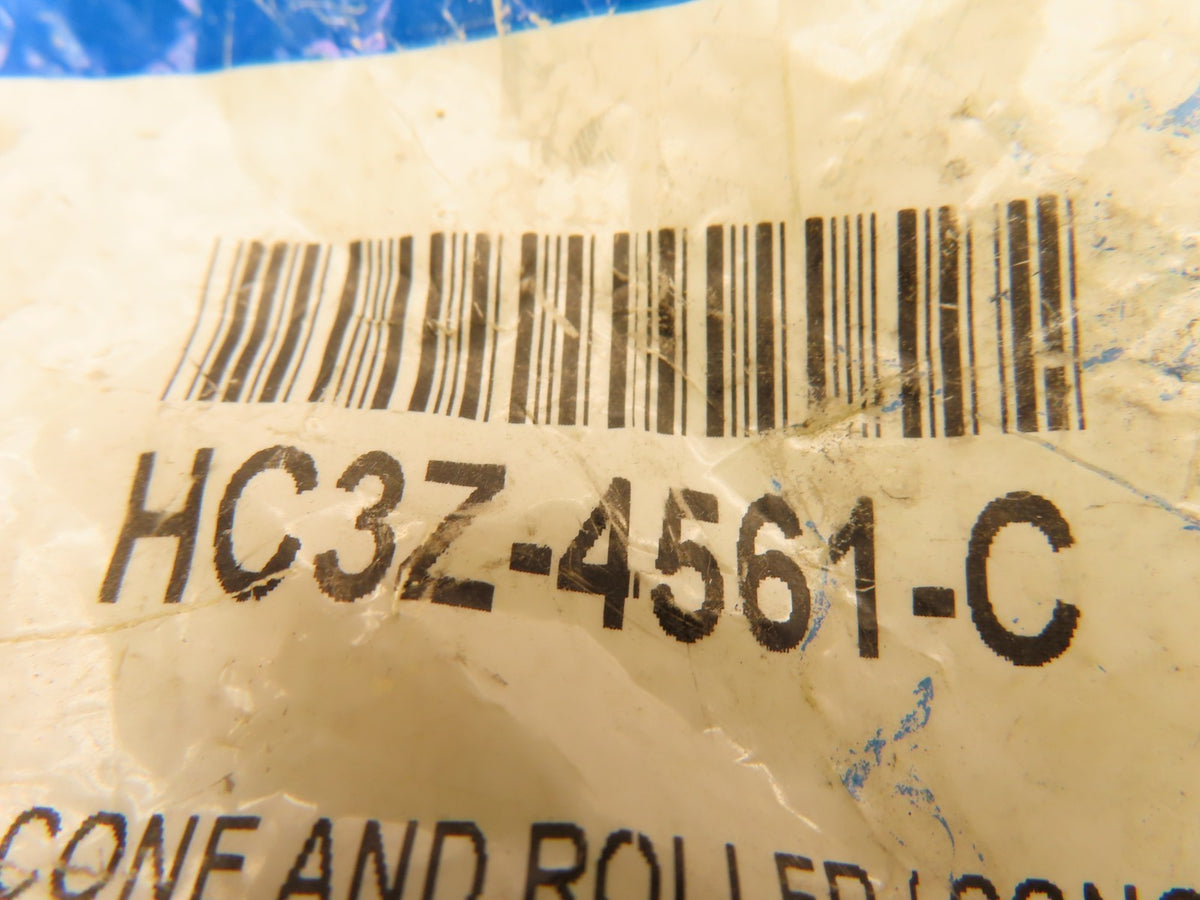 HC3Z-4561-C
CONE AND ROLLER